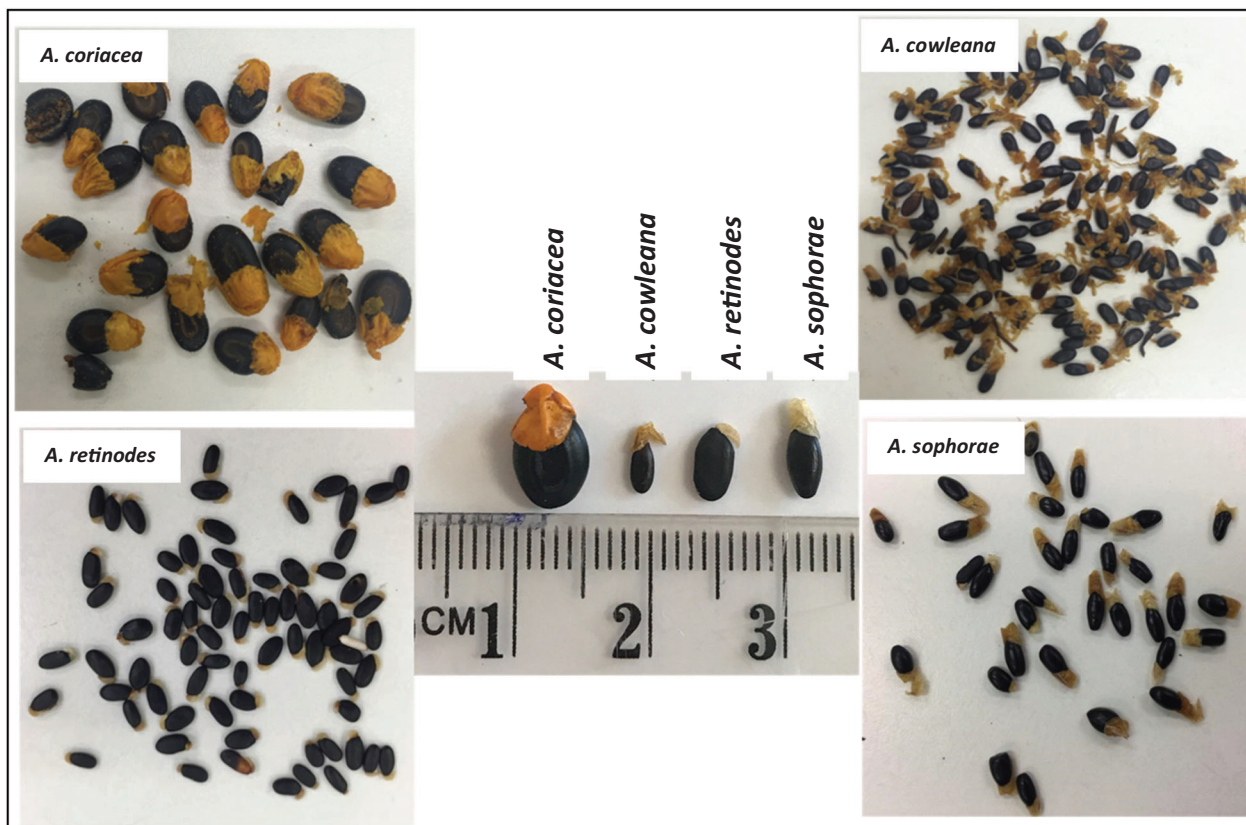 A. coriacea
A. cowleana
A. coriacea
A. cowleana
A. retinodes
A. sophorae
A. retinodes
A. sophorae
CM 1 2 3